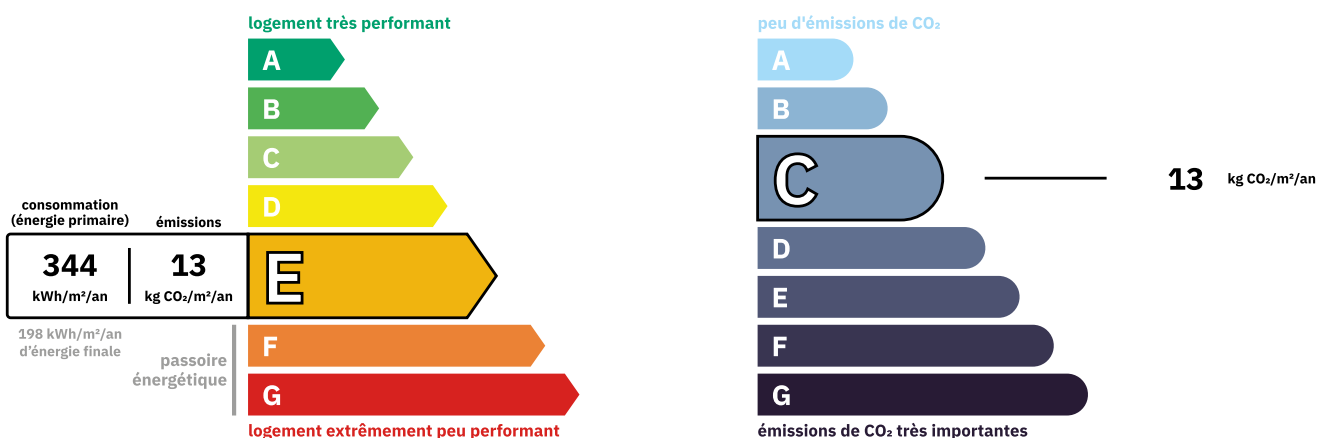 logement très performant
A
B
C
D
consommation
(énergie primaire)
émissions
344
kWh/m²/an
13
kg CO₂/m²/an
E
198 kWh/m²/an
d'énergie finale
passoire
énergétique
F
G
logement extrêmement peu performant
peu d'émissions de CO₂
A
B
C
13 kg CO₂/m²/an
D
E
F
G
émissions de CO₂ très importantes